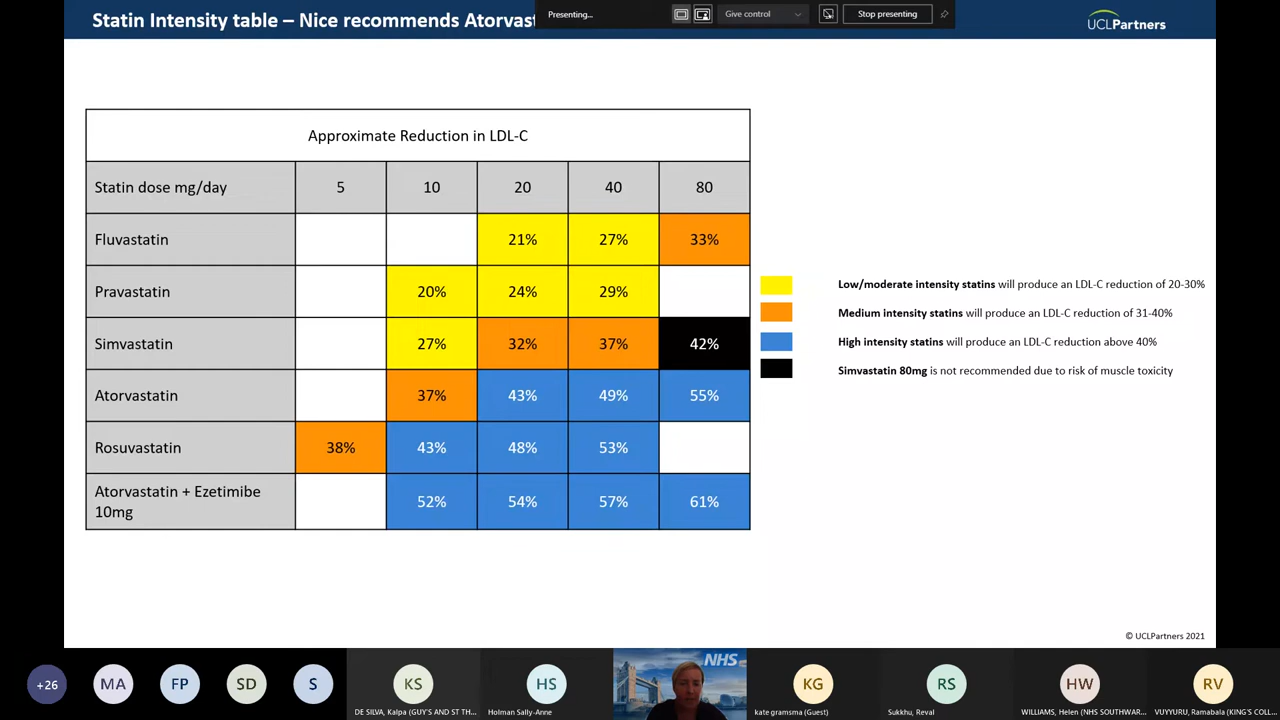 Statin Intensity table – Nice recommends Atorvast
Presenting...
Give control
Stop presenting
UCLPartners
Approximate Reduction in LDL-C
Statin dose mg/day 5 10 20 40 80
Fluvastatin 21% 27% 33%
Pravastatin 20% 24% 29%
Simvastatin 27% 32% 37% 42%
Atorvastatin 37% 43% 49% 55%
Rosuvastatin 38% 43% 48% 53%
Atorvastatin + Ezetimibe
10mg 52% 54% 57% 61%
Low/moderate intensity statins will produce an LDL-C reduction of 20-30%
Medium intensity statins will produce an LDL-C reduction of 31-40%
High intensity statins will produce an LDL-C reduction above 40%
Simvastatin 80mg is not recommended due to risk of muscle toxicity
© UCLPartners 2021
+26 MA FP SD S KS HS NHS KG RS HW RV
DE SILVA, Kalpa (GUY'S AND ST TH... Holman Sally-Anne kate gramsma (Guest) Sukkhu, Reval WILLIAMS, Helen (NHS SOUTHWAR... VUYYURU, Ramabala (KING'S COLL...